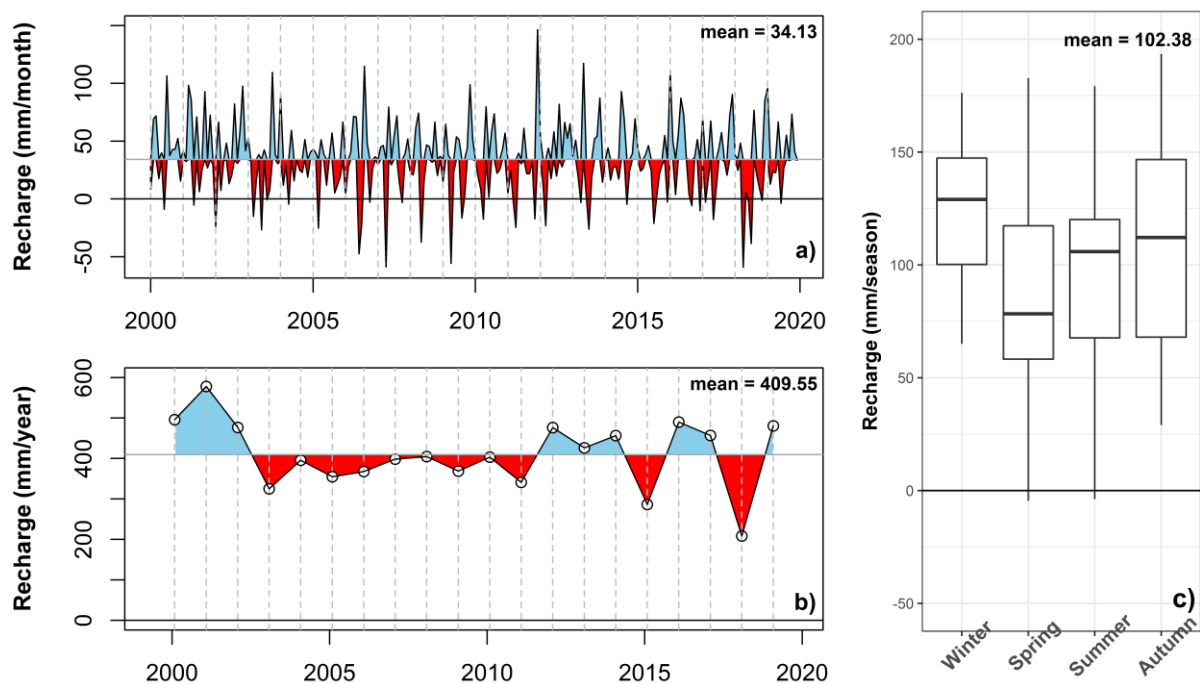 Recharge (mm/month)
100
50
0
-50
mean = 34.13
a)
2000
2005
2010
2015
2020
Recharge (mm/year)
600
400
200
0
mean = 409.55
b)
2000
2005
2010
2015
2020
Recharge (mm/season)
200
150
100
50
0
-50
mean = 102.38
c)
Winter
Spring
Summer
Autumn